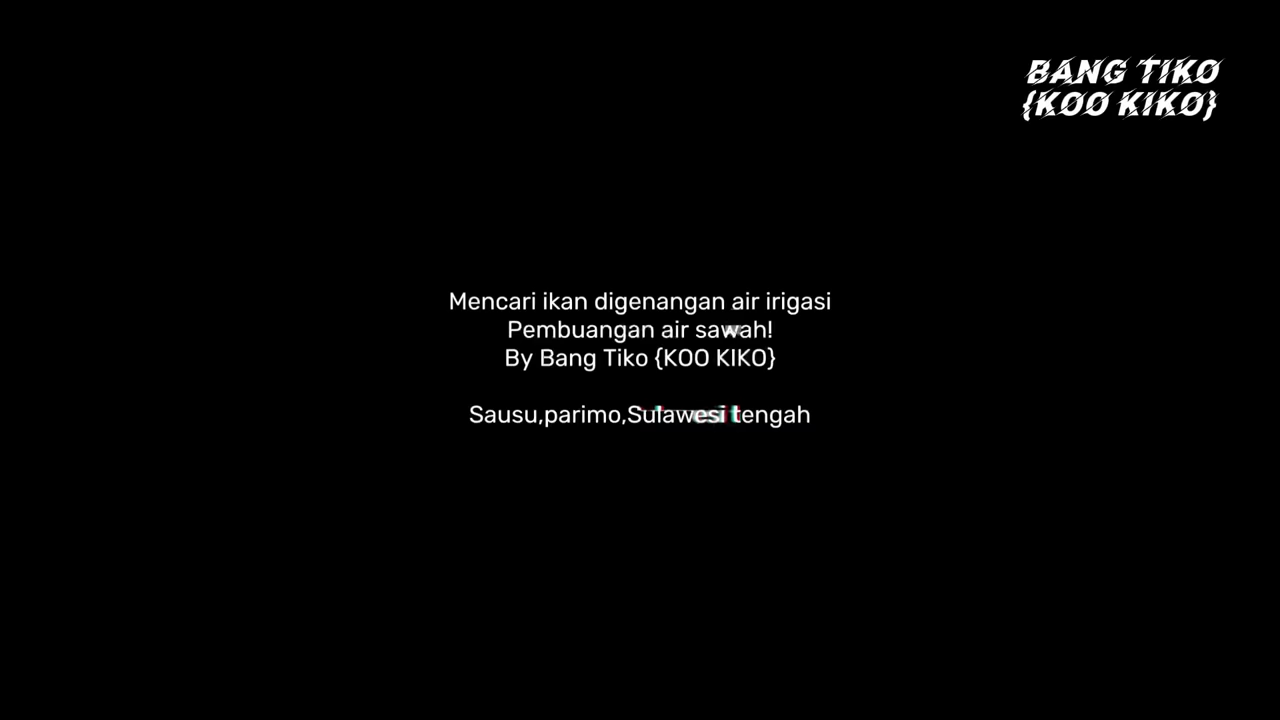 BANG TIKO
{KOO KIKO}
Mencari ikan digenangan air irigasi
Pembuangan air sawah!
By Bang Tiko {KOO KIKO}
Sausu,parimo,Sulawesi tengah